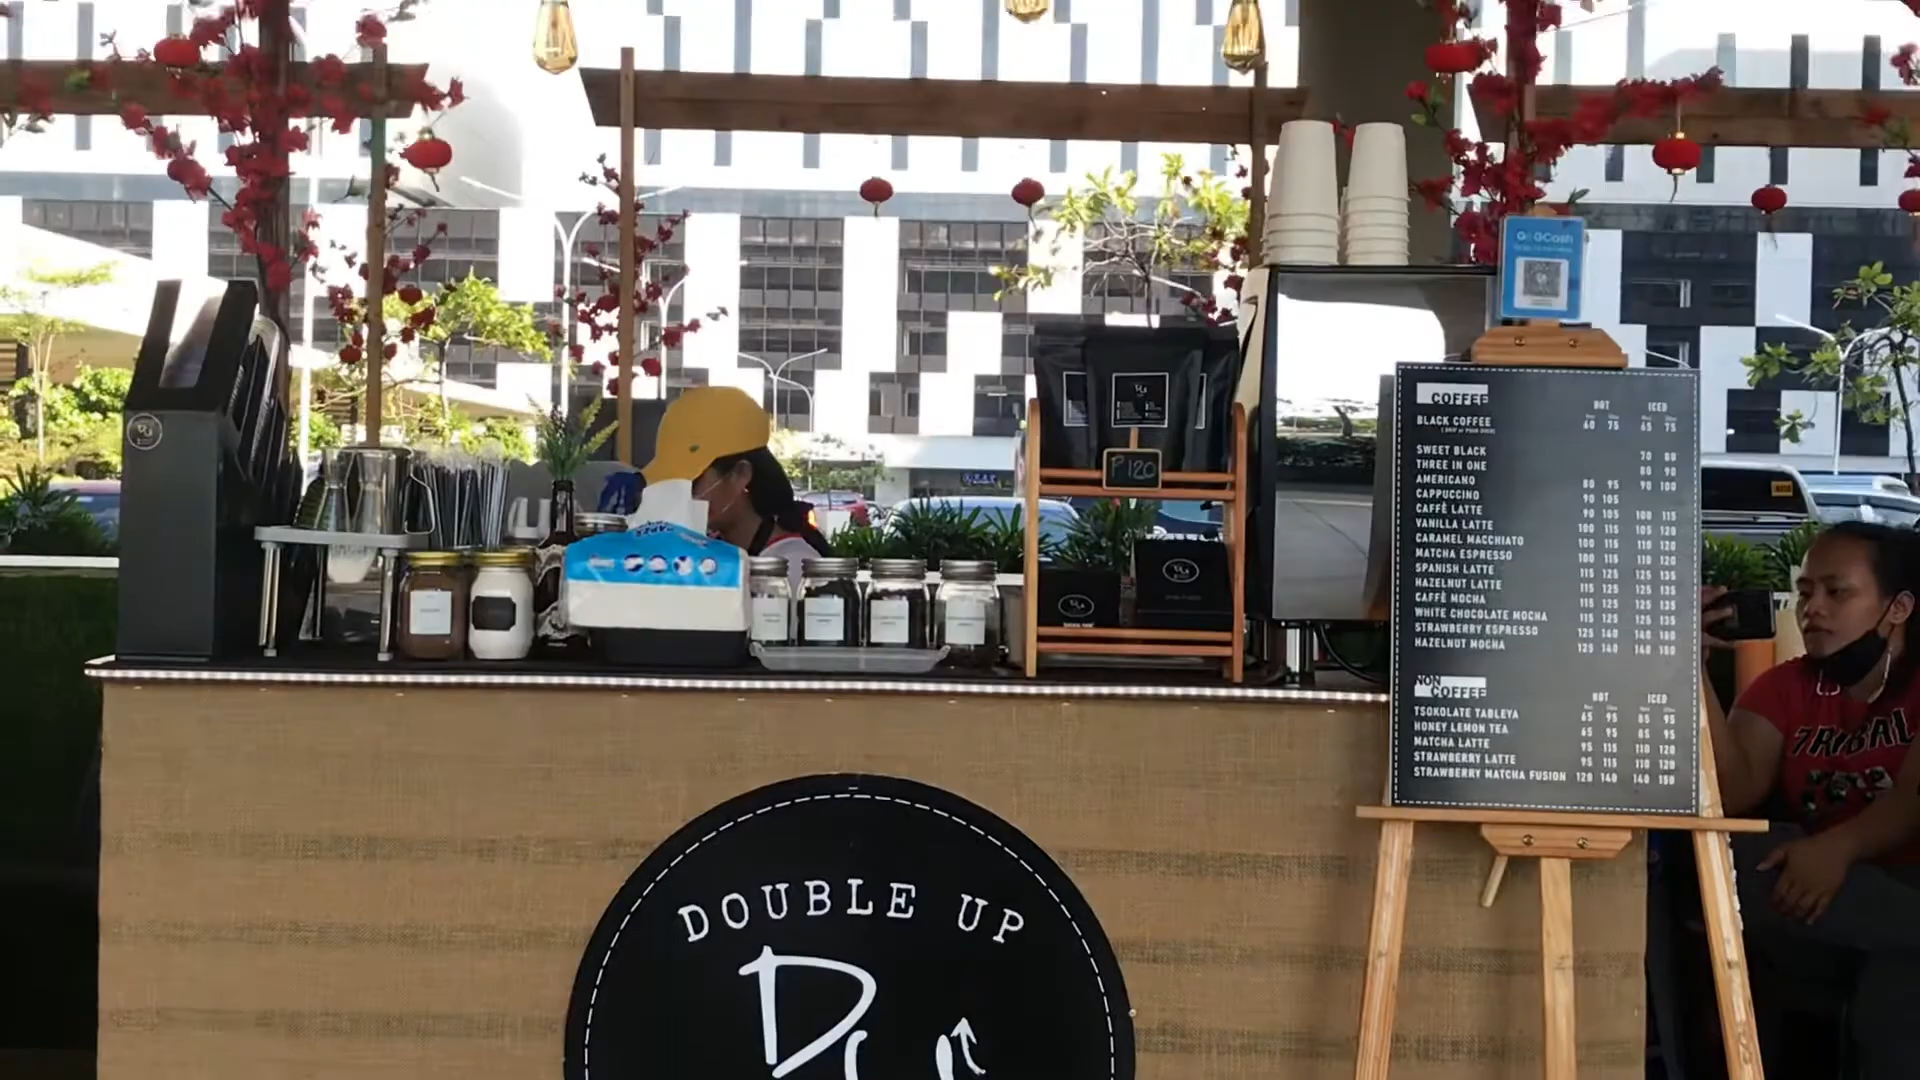 GCash
COFFEE
HOT ICED
BLACK COFFEE 60 75 65 75
SWEET BLACK 70 80
THREE IN ONE 80 90
AMERICANO 80 95 90 100
CAPPUCCINO 90 105
CAFFÈ LATTE 90 105 100 115
VANILLA LATTE 100 115 105 120
CARAMEL MACCHIATO 100 115 110 120
MATCHA ESPRESSO 100 115 110 120
SPANISH LATTE 115 125 125 135
HAZELNUT LATTE 115 125 125 135
CAFFÈ MOCHA 115 125 125 135
WHITE CHOCOLATE MOCHA 115 125 125 135
STRAWBERRY ESPRESSO 125 140 140 160
HAZELNUT MOCHA 125 140 140 160
NON COFFEE
HOT ICED
TSOKOLATE TABLEYA 65 95 85 95
HONEY LEMON TEA 65 95 85 95
MATCHA LATTE 95 115 110 120
STRAWBERRY LATTE 95 115 110 120
STRAWBERRY MATCHA FUSION 120 140 140 150
₱120
TRIBAL
DOUBLE UP